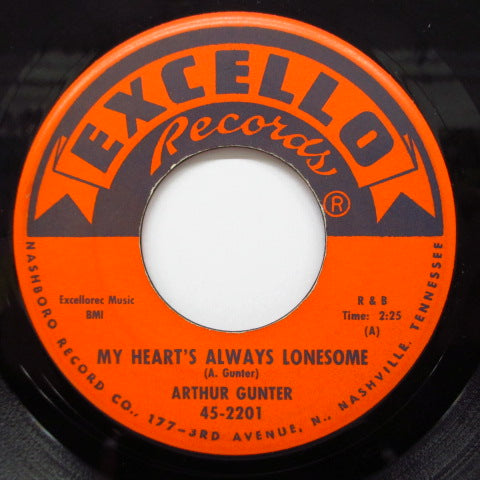 EXCELLO
Records
®
Excellorec Music
BMI
R & B
Time: 2:25
(A)
MY HEART'S ALWAYS LONESOME
(A. Gunter)
ARTHUR GUNTER
45-2201
NASHBORO RECORD CO., 177-3RD AVENUE, N., NASHVILLE, TENNESSEE